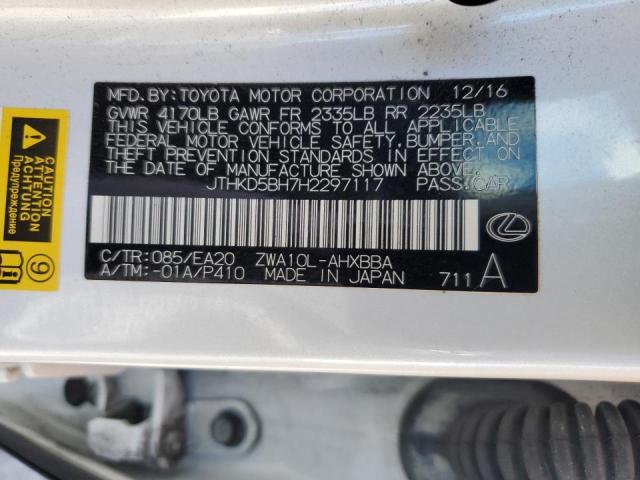 MFD.BY: TOYOTA MOTOR CORPORATION 12/16
GVWR 4170LB GAWR FR 2335LB RR 2235LB
THIS VEHICLE CONFORMS TO ALL APPLICABLE
FEDERAL MOTOR VEHICLE SAFETY, BUMPER, AND
THEFT PREVENTION STANDARDS IN EFFECT ON
THE DATE OF MANUFACTURE SHOWN ABOVE.
JTHKD5BH7H2297117 PASS. CAR
C/TR: 085/EA20 ZWA10L-AHXBBA
A/TM: -01A/P410 MADE IN JAPAN 711 A
ATTENTION
ACHTUNG
9